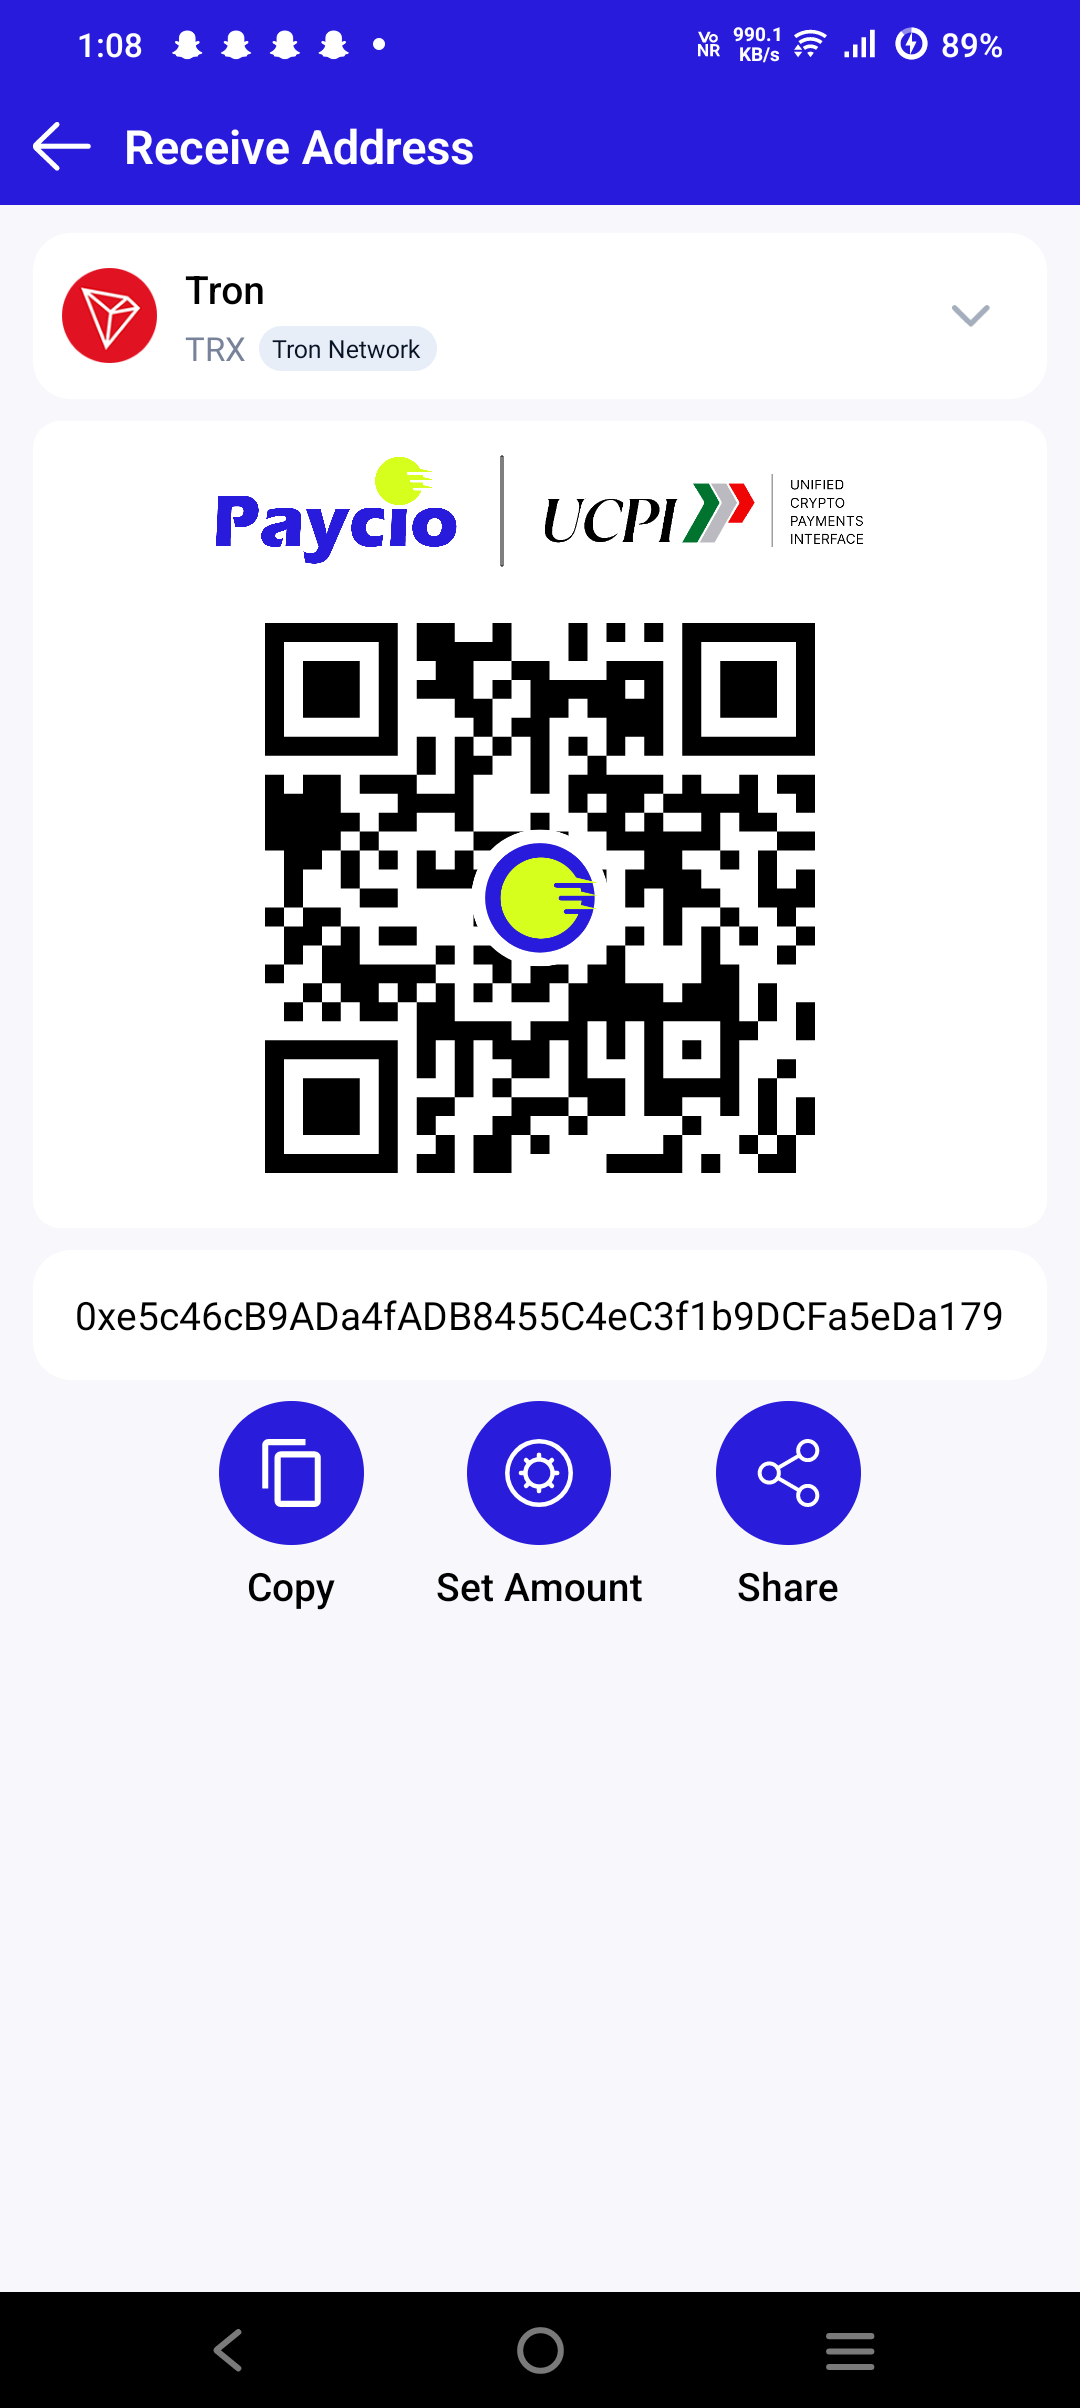 1:08
Vo
NR
990.1
KB/s
89%
Receive Address
Tron
TRX
Tron Network
Paycio
UCPI
UNIFIED
CRYPTO
PAYMENTS
INTERFACE
0xe5c46cB9ADa4fADB8455C4eC3f1b9DCFa5eDa179
Copy
Set Amount
Share